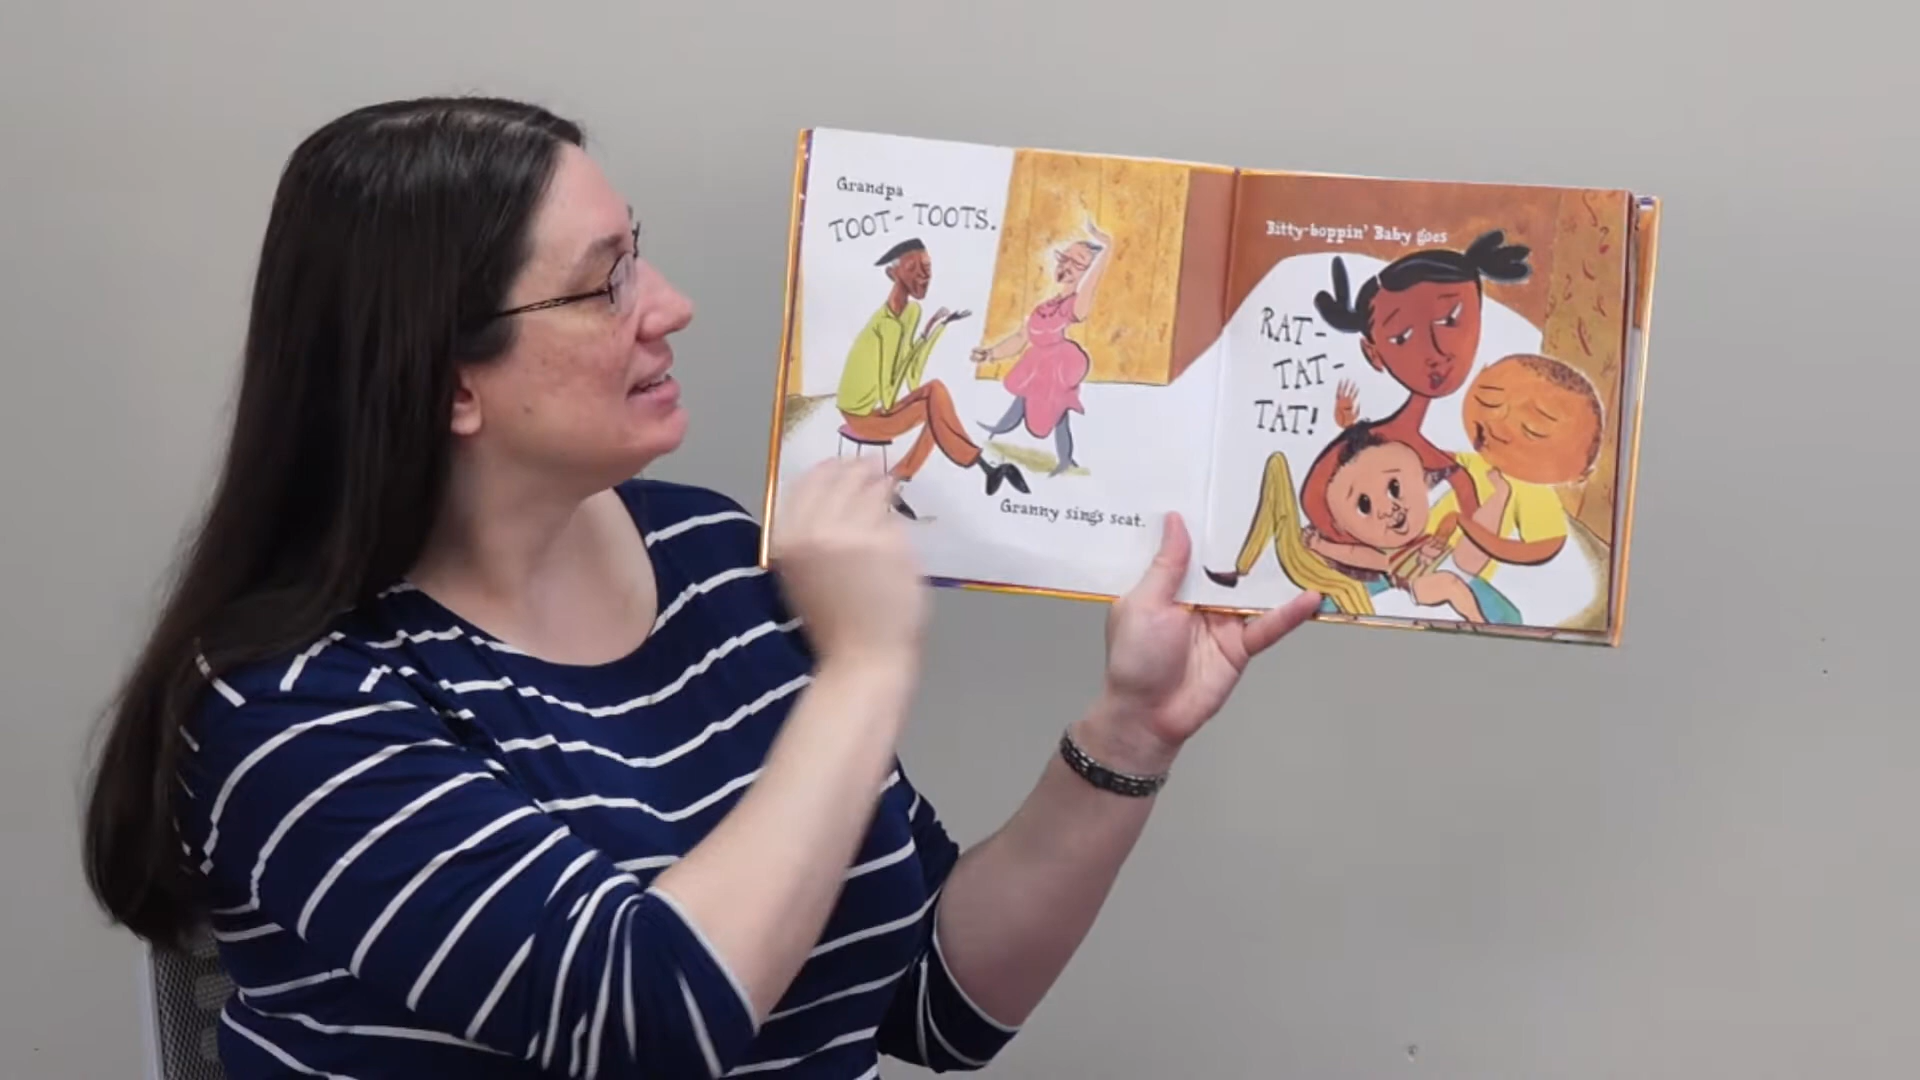 Grandpa
TOOT-TOOTS.
Granny sings scat.
Bitty-boppin' Baby goes
RAT-
TAT-
TAT!